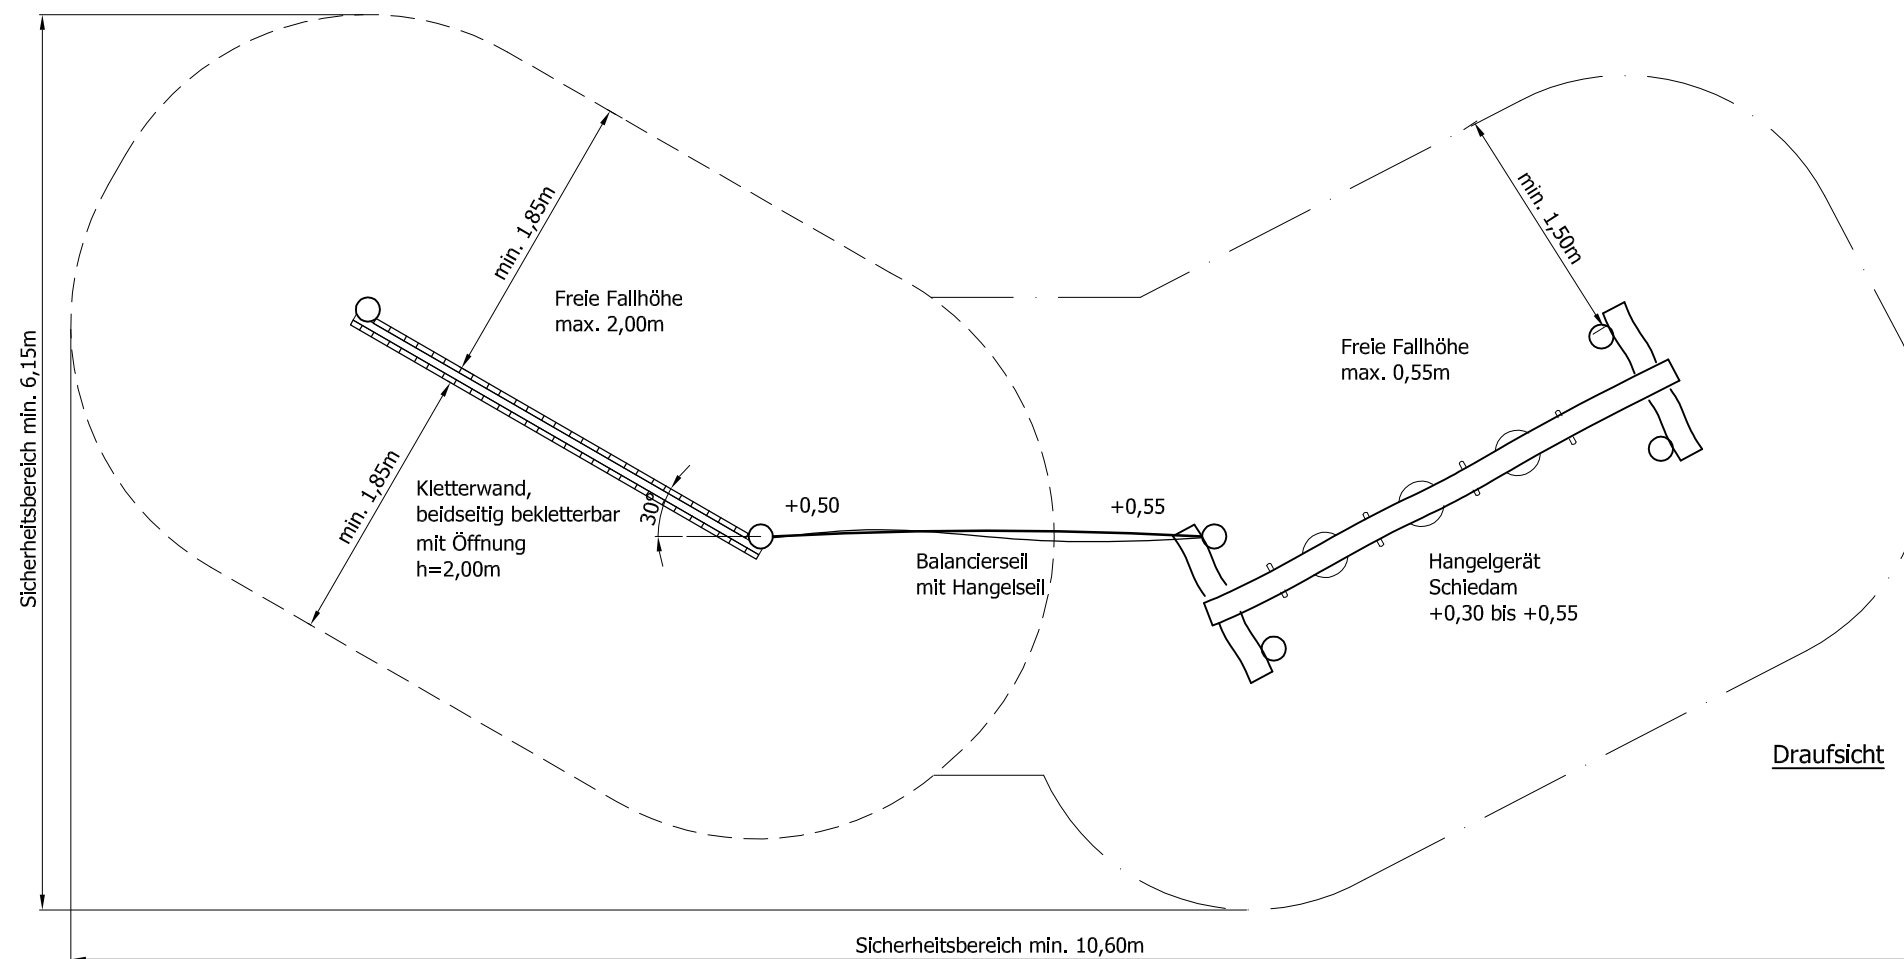 Sicherheitsbereich min. 6,15m
min. 1,85m
Freie Fallhöhe
max. 2,00m
min. 1,85m
Kletterwand,
beidseitig bekletterbar
mit Öffnung
h=2,00m
30°
+0,50
+0,55
Balancierseil
mit Hangelseil
min. 1,50m
Freie Fallhöhe
max. 0,55m
Hangelgerät
Schiedam
+0,30 bis +0,55
Draufsicht
Sicherheitsbereich min. 10,60m